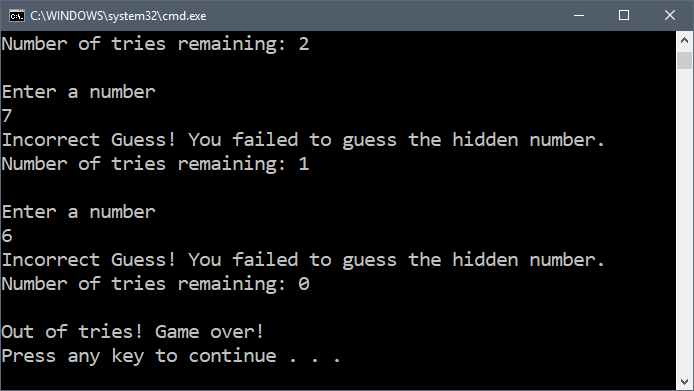 C:\WINDOWS\system32\cmd.exe
Number of tries remaining: 2
Enter a number
7
Incorrect Guess! You failed to guess the hidden number.
Number of tries remaining: 1
Enter a number
6
Incorrect Guess! You failed to guess the hidden number.
Number of tries remaining: 0
Out of tries! Game over!
Press any key to continue . . .